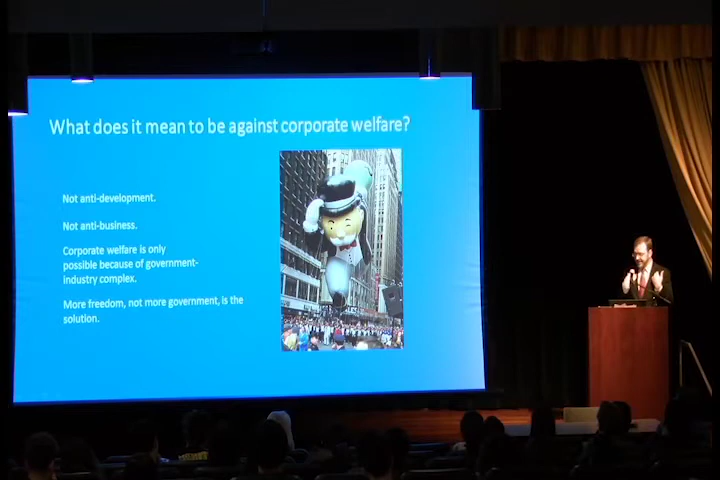 What does it mean to be against corporate welfare?
Not anti-development.
Not anti-business.
Corporate welfare is only
possible because of government-
industry complex.
More freedom, not more government, is the
solution.